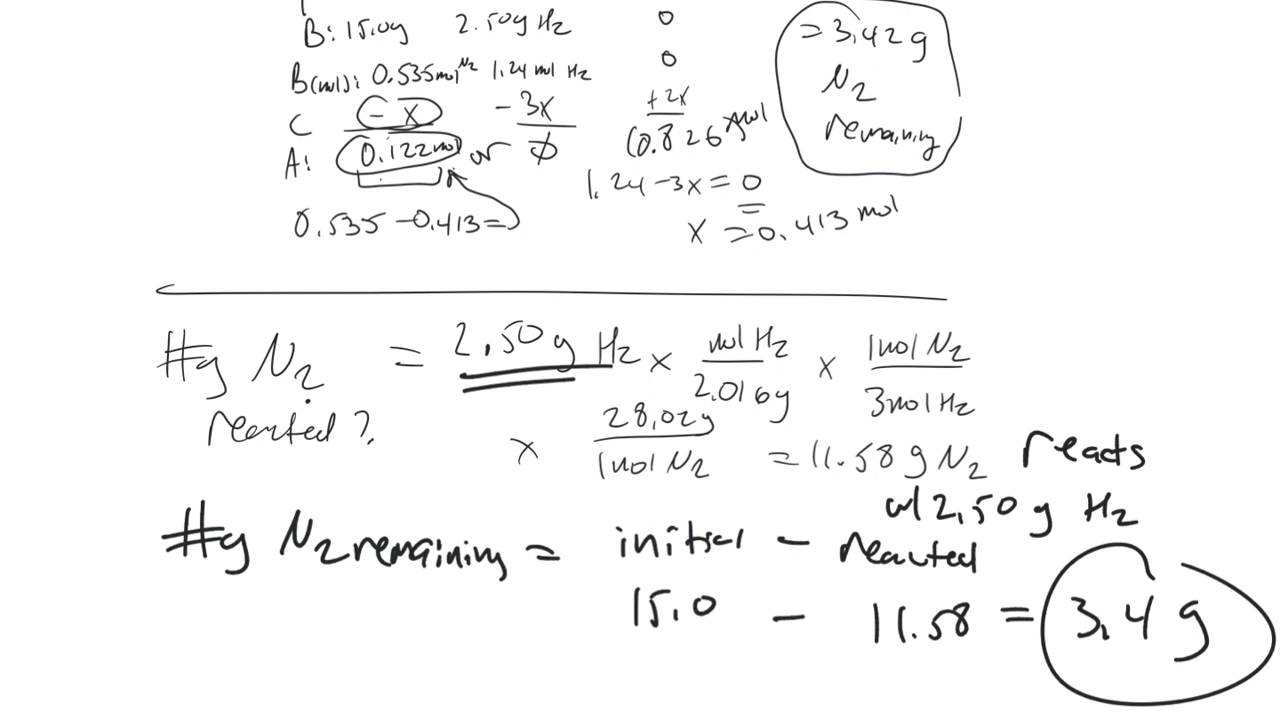 B: 15.0g 2.50g H2 0
B(mol): 0.535mol N2 1.24 mol H2 0
C - x - 3x + 2x
A: 0.122mol or ∅ (0.826 mol
0.535 - 0.413 =
1.24 - 3x = 0
x = 0.413 mol
= 3.42 g
N2
remaining
#g N2 reacted? = 2.50g H2 x mol H2 / 2.016g x 1mol N2 / 3mol H2
x 28.02g / 1mol N2 = 11.58 g N2 reacts
w/ 2.50 g H2
#g N2 remaining = initial - reacted
15.0 - 11.58 = 3.4 g